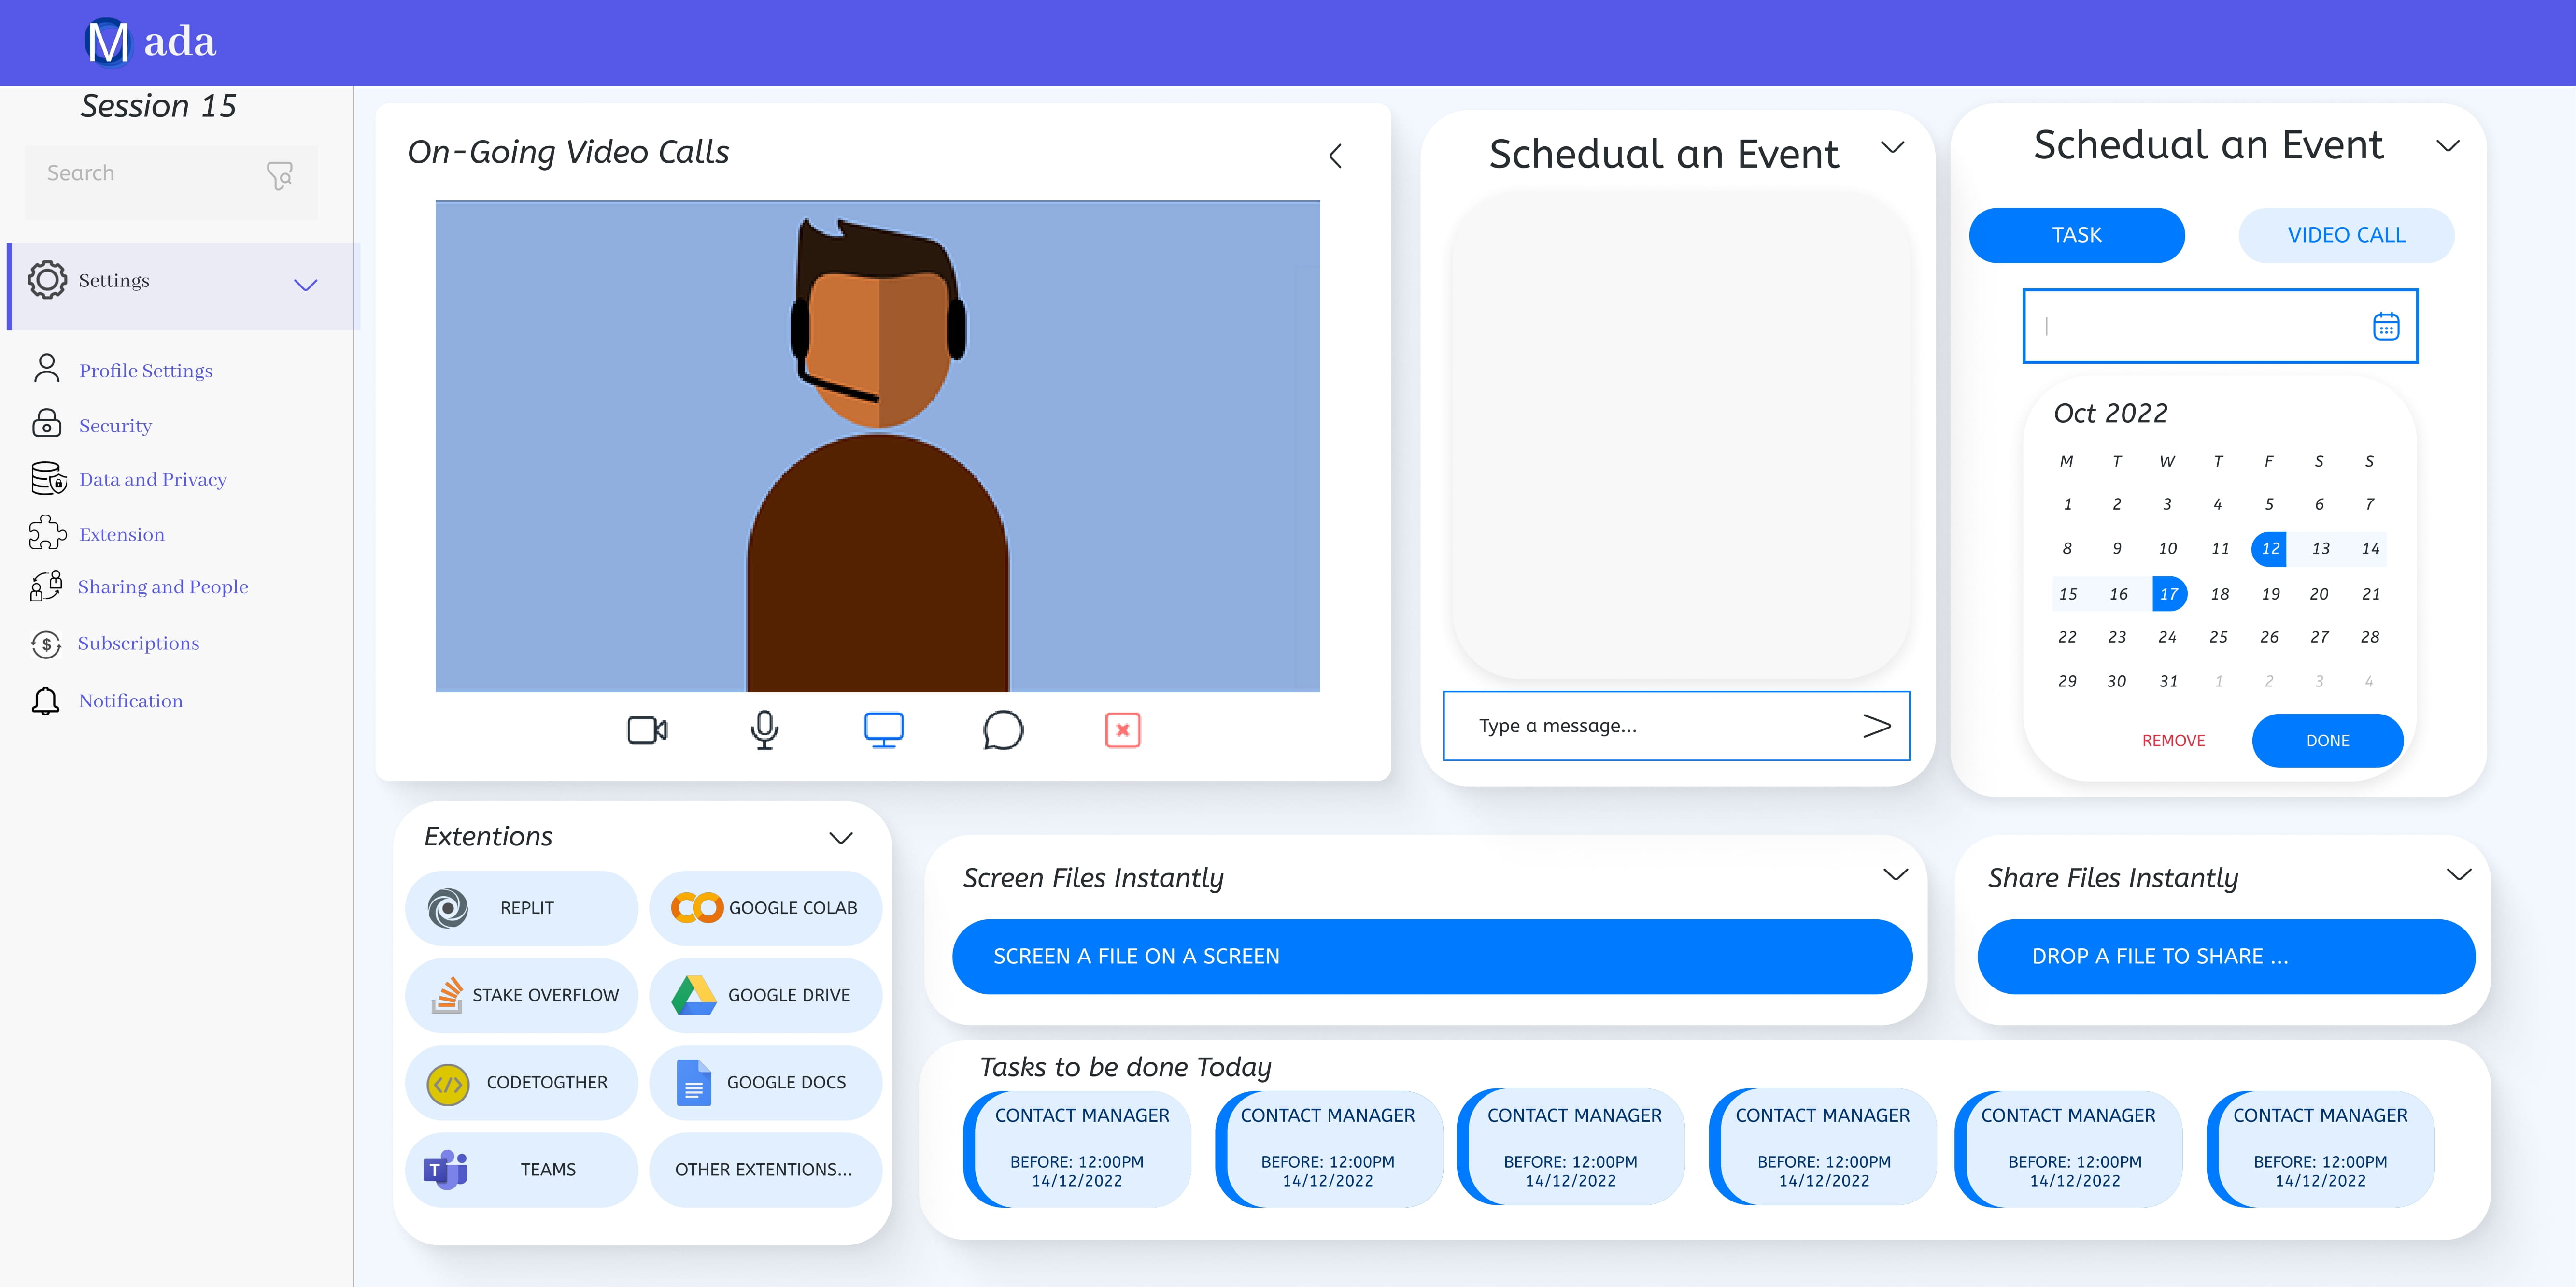 M ada
Session 15
Search
Settings
Profile Settings
Security
Data and Privacy
Extension
Sharing and People
Subscriptions
Notification
On-Going Video Calls
Schedual an Event
Type a message...
Schedual an Event
TASK VIDEO CALL
Oct 2022
M T W T F S S
1 2 3 4 5 6 7
8 9 10 11 12 13 14
15 16 17 18 19 20 21
22 23 24 25 26 27 28
29 30 31 1 2 3 4
REMOVE DONE
Extentions
REPLIT GOOGLE COLAB
STAKE OVERFLOW GOOGLE DRIVE
CODETOGTHER GOOGLE DOCS
T TEAMS OTHER EXTENTIONS...
Screen Files Instantly
SCREEN A FILE ON A SCREEN
Share Files Instantly
DROP A FILE TO SHARE ...
Tasks to be done Today
CONTACT MANAGER
BEFORE: 12:00PM
14/12/2022
CONTACT MANAGER
BEFORE: 12:00PM
14/12/2022
CONTACT MANAGER
BEFORE: 12:00PM
14/12/2022
CONTACT MANAGER
BEFORE: 12:00PM
14/12/2022
CONTACT MANAGER
BEFORE: 12:00PM
14/12/2022
CONTACT MANAGER
BEFORE: 12:00PM
14/12/2022